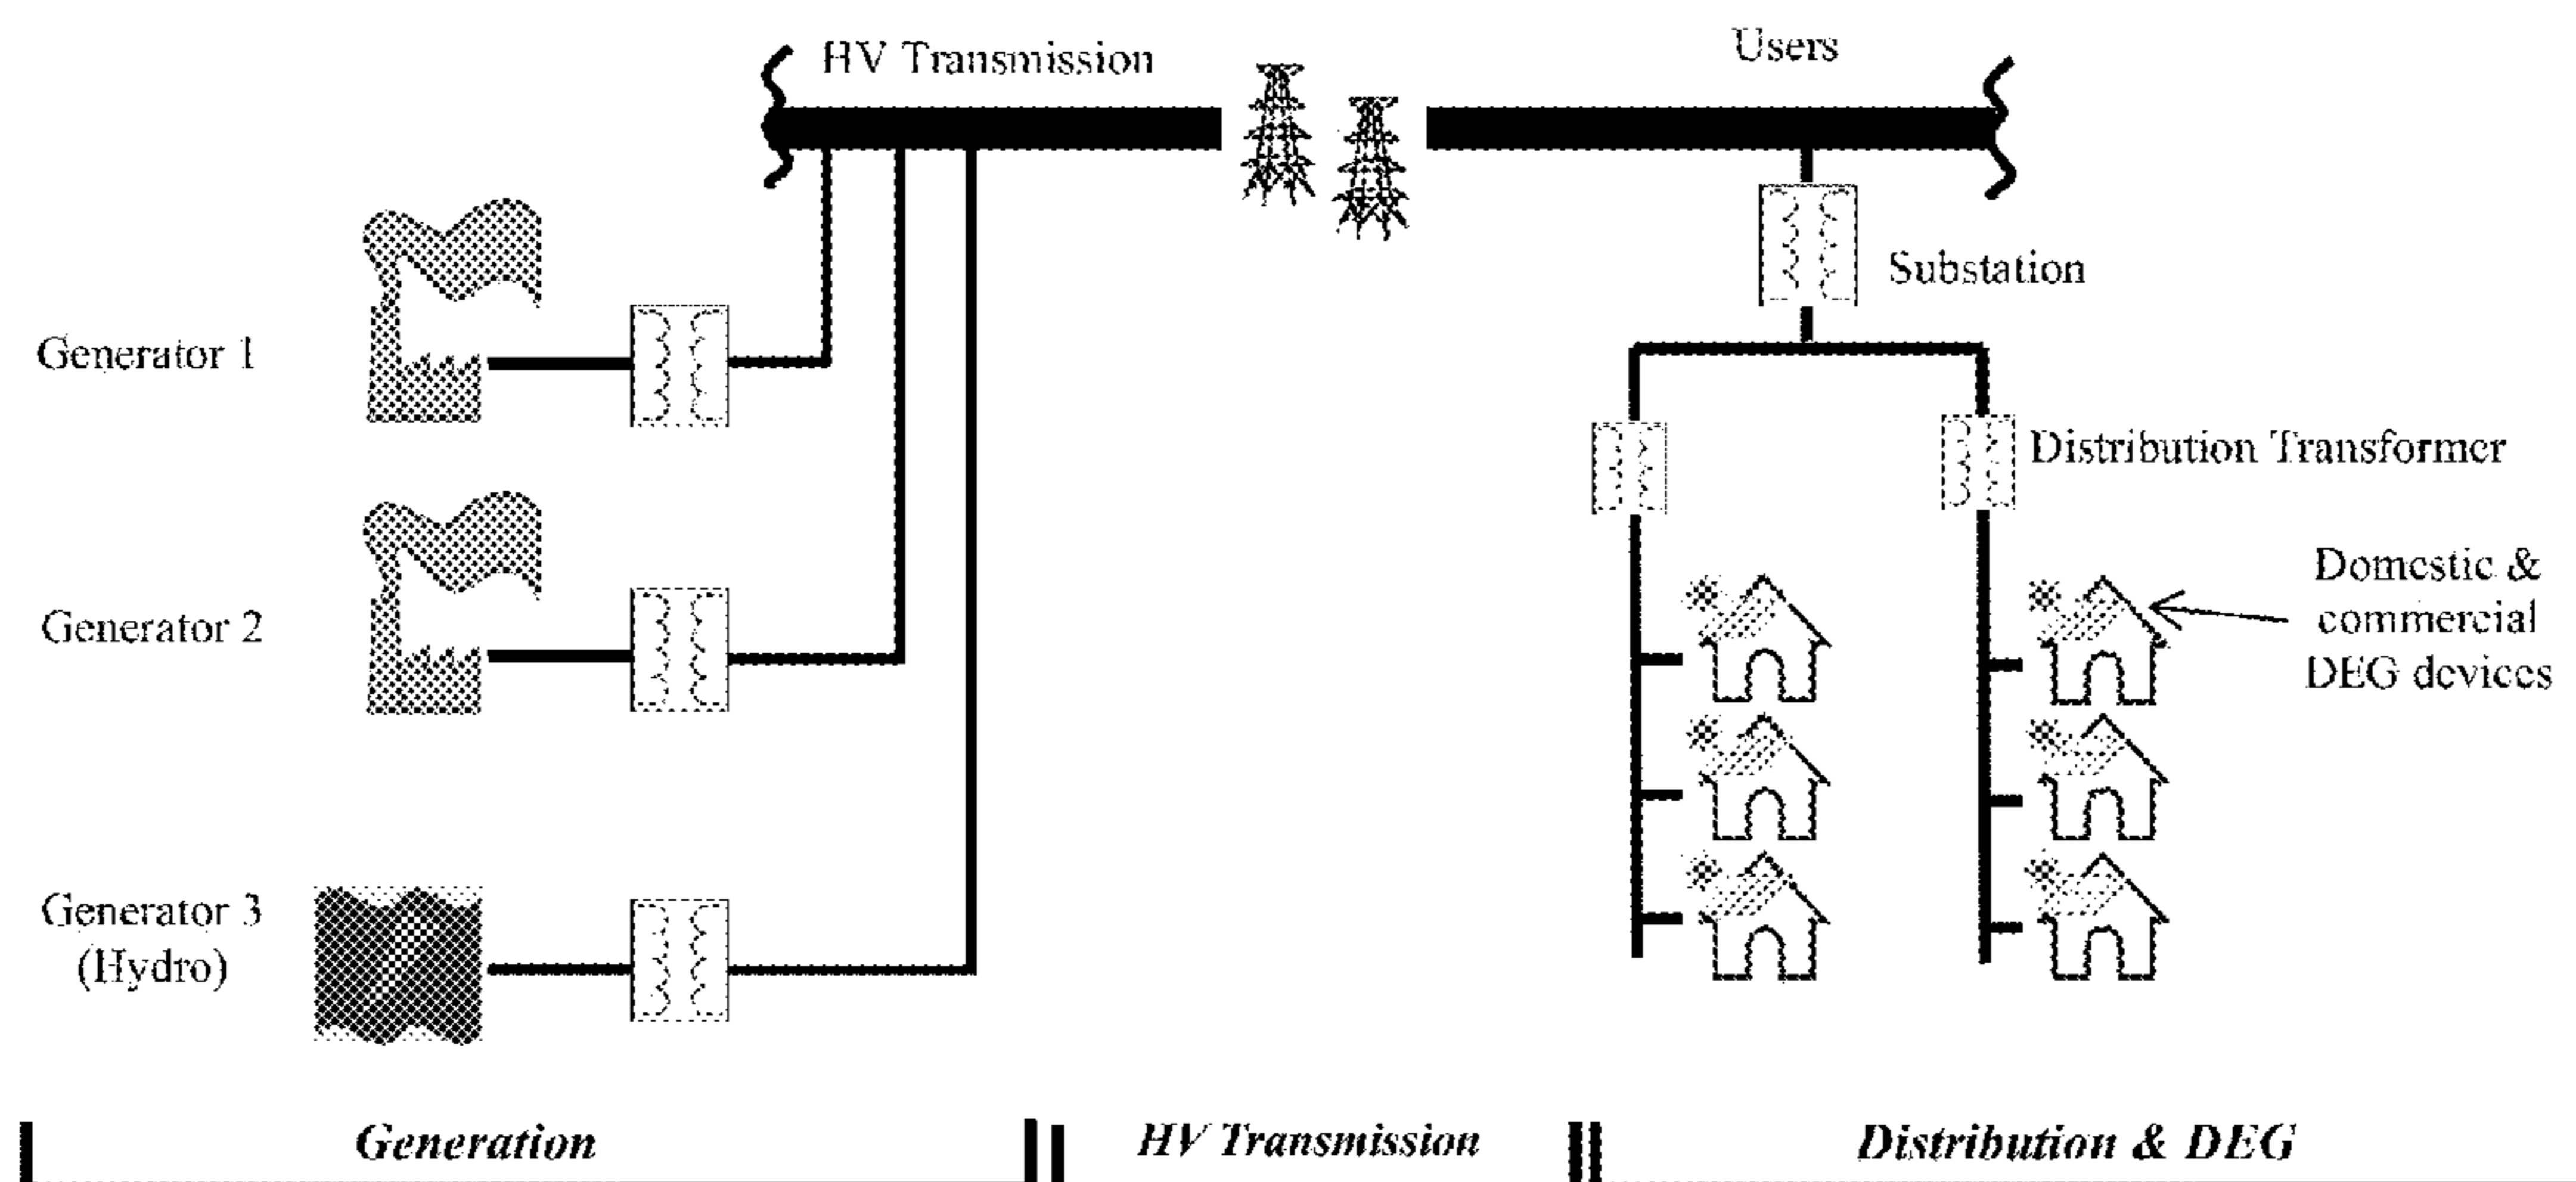 HV Transmission
Users
Substation
Generator 1
Distribution Transformer
Domestic &
commercial
DEG devices
Generator 2
Generator 3
(Hydro)
Generation
HV Transmission
Distribution & DEG